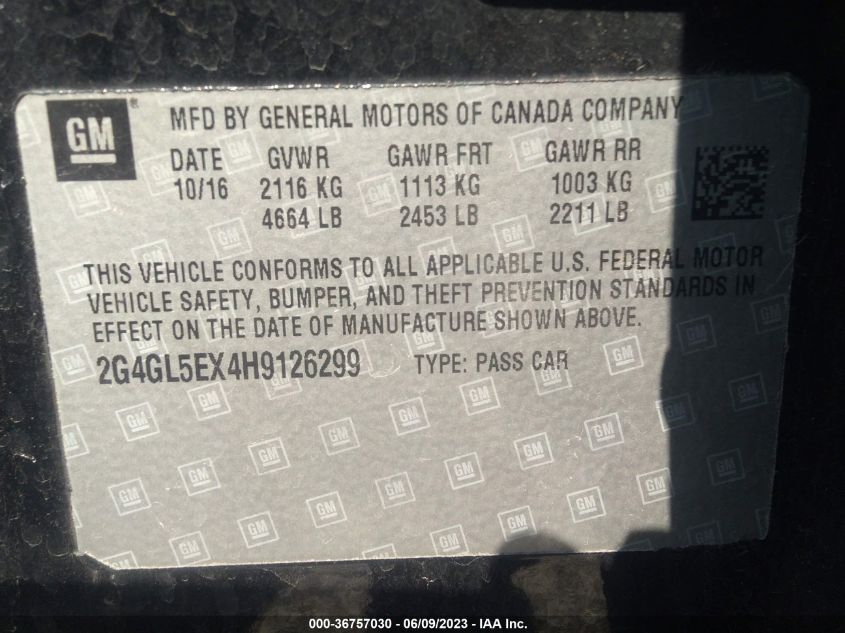 GM ® MFD BY GENERAL MOTORS OF CANADA COMPANY
DATE GVWR GAWR FRT GAWR RR
10/16 2116 KG 1113 KG 1003 KG
4664 LB 2453 LB 2211 LB
THIS VEHICLE CONFORMS TO ALL APPLICABLE U.S. FEDERAL MOTOR
VEHICLE SAFETY, BUMPER, AND THEFT PREVENTION STANDARDS IN
EFFECT ON THE DATE OF MANUFACTURE SHOWN ABOVE.
2G4GL5EX4H9126299 TYPE: PASS CAR
000-36757030 - 06/09/2023 - IAA Inc.